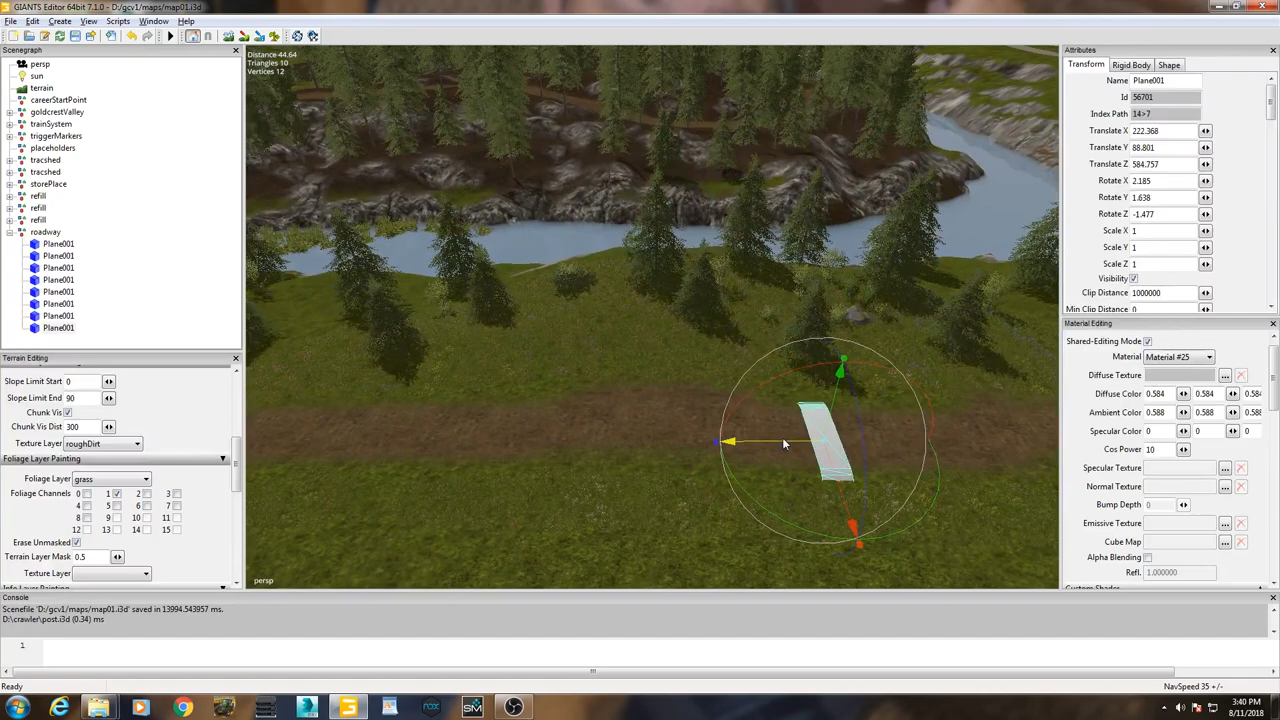 GIANTS Editor 64bit 7.1.0 - D:/gcv1/maps/map01.i3d
File Edit Create View Scripts Window Help
Scenegraph
persp
sun
terrain
careerStartPoint
goldcrestValley
trainSystem
triggerMarkers
placeholders
tracshed
tracshed
storePlace
refill
refill
refill
roadway
Plane001
Plane001
Plane001
Plane001
Plane001
Plane001
Plane001
Plane001
Terrain Editing
Slope Limit Start 0
Slope Limit End 90
Chunk Vis
Chunk Vis Dist 300
Texture Layer roughDirt
Foliage Layer Painting
Foliage Layer grass
Foliage Channels 0 1 2 3
4 5 6 7
8 9 10 11
12 13 14 15
Erase Unmasked
Terrain Layer Mask 0.5
Texture Layer
Distance 44.64
Triangles 10
Vertices 12
persp
Attributes
Transform Rigid Body Shape
Name Plane001
Id 56701
Index Path 14>7
Translate X 222.368
Translate Y 88.801
Translate Z 584.757
Rotate X 2.185
Rotate Y 1.638
Rotate Z -1.477
Scale X 1
Scale Y 1
Scale Z 1
Visibility
Clip Distance 1000000
Min Clip Distance 0
Material Editing
Shared-Editing Mode
Material Material #25
Diffuse Texture ...
Diffuse Color 0.584 0.584 0.584
Ambient Color 0.588 0.588 0.588
Specular Color 0 0 0
Cos Power 10
Specular Texture ...
Normal Texture ...
Bump Depth 0
Emissive Texture ...
Cube Map ...
Alpha Blending
Refl. 1.000000
Custom Shader
Console
Scenefile 'D:/gcv1/maps/map01.i3d' saved in 13994.543957 ms.
D:\crawler\post.i3d (0.34) ms
1
Ready
NavSpeed 35 +/-
3:40 PM
8/11/2018